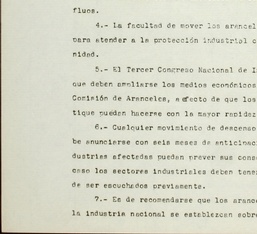 fluos.
4.- La facultad de mover los arancel
para atender a la protección industrial c
nidad.
5.- El Tercer Congreso Nacional de I
que deben ampliarse los medios económicos
Comisión de Aranceles, a efecto de que los
tique puedan hacerse con la mayor rapidez
6.- Cualquier movimiento de descenso
be anunciarse con seis meses de anticipaci
dustrias afectadas puedan prever sus cons
caso los sectores industriales deben tene
de ser escuchados previamente.
7.- Es de recomendarse que los aranc
la industria nacional se establezcan sobre